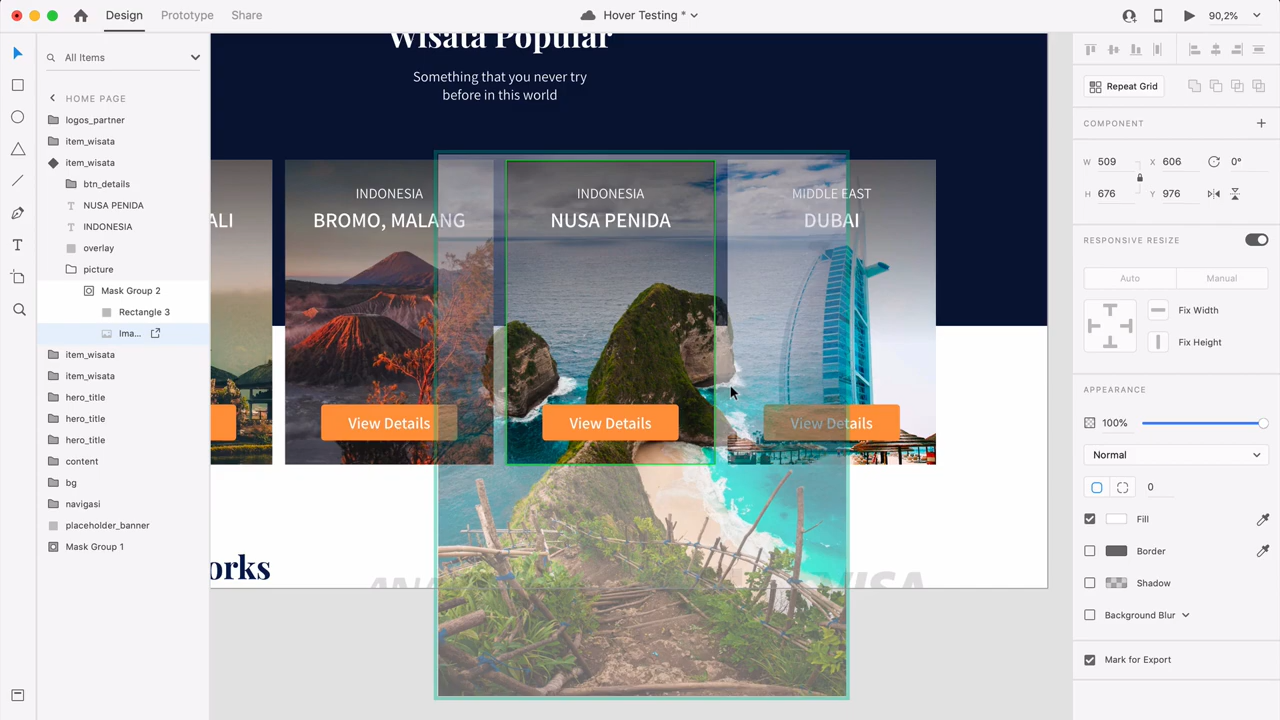 Design
Prototype
Share
Hover Testing *
90,2%
All Items
HOME PAGE
logos_partner
item_wisata
item_wisata
btn_details
NUSA PENIDA
INDONESIA
overlay
picture
Mask Group 2
Rectangle 3
Ima...
item_wisata
item_wisata
hero_title
hero_title
hero_title
content
bg
navigasi
placeholder_banner
Mask Group 1
Wisata Popular
Something that you never try
before in this world
ALI
INDONESIA
BROMO, MALANG
View Details
INDONESIA
NUSA PENIDA
View Details
MIDDLE EAST
DUBAI
View Details
orks
ANA
VISA
Repeat Grid
COMPONENT
W 509 X 606 0°
H 676 Y 976
RESPONSIVE RESIZE
Auto Manual
Fix Width
Fix Height
APPEARANCE
100%
Normal
0
Fill
Border
Shadow
Background Blur
Mark for Export